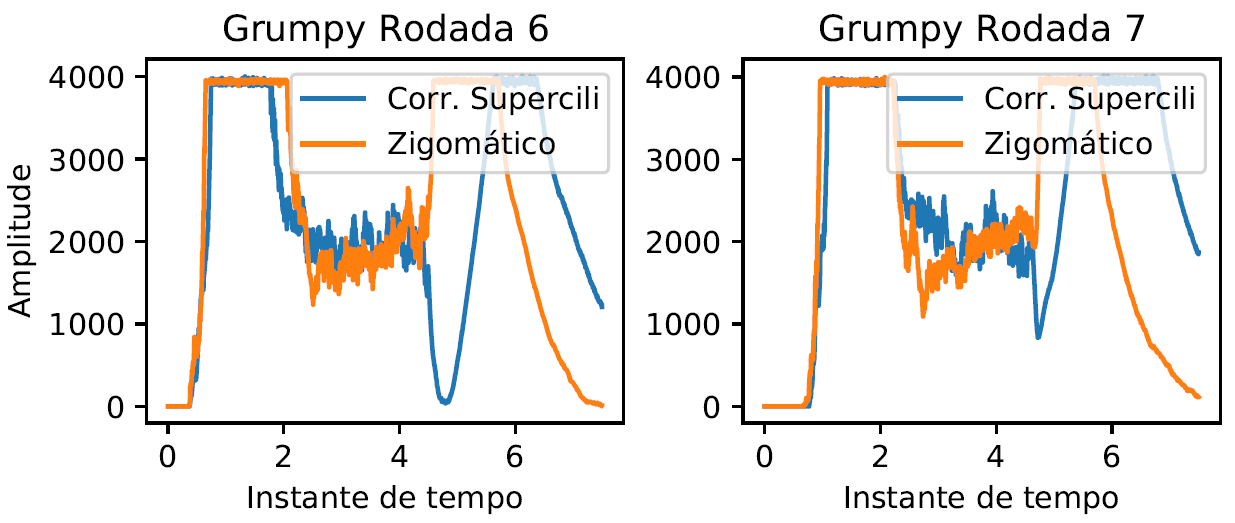 Grumpy Rodada 6
Corr. Supercili
Zigomático
Amplitude
4000
3000
2000
1000
0
0 2 4 6
Instante de tempo
Grumpy Rodada 7
Corr. Supercili
Zigomático
4000
3000
2000
1000
0
0 2 4 6
Instante de tempo